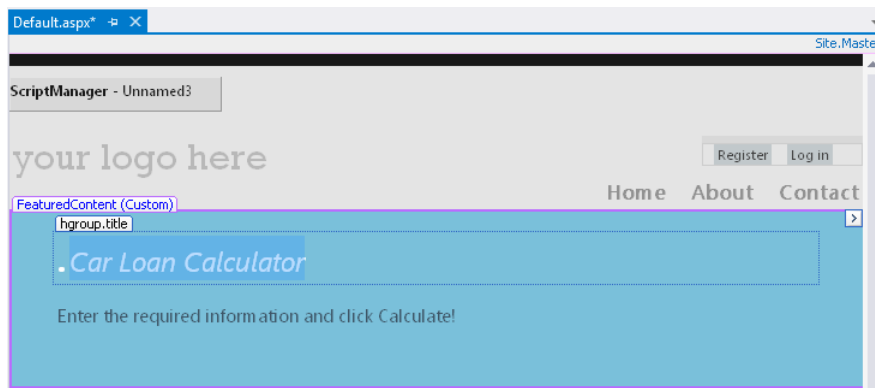 Default.aspx*
Site.Maste
ScriptManager - Unnamed3
your logo here
Register Log in
Home About Contact
FeaturedContent (Custom)
hgroup.title
.Car Loan Calculator
Enter the required information and click Calculate!